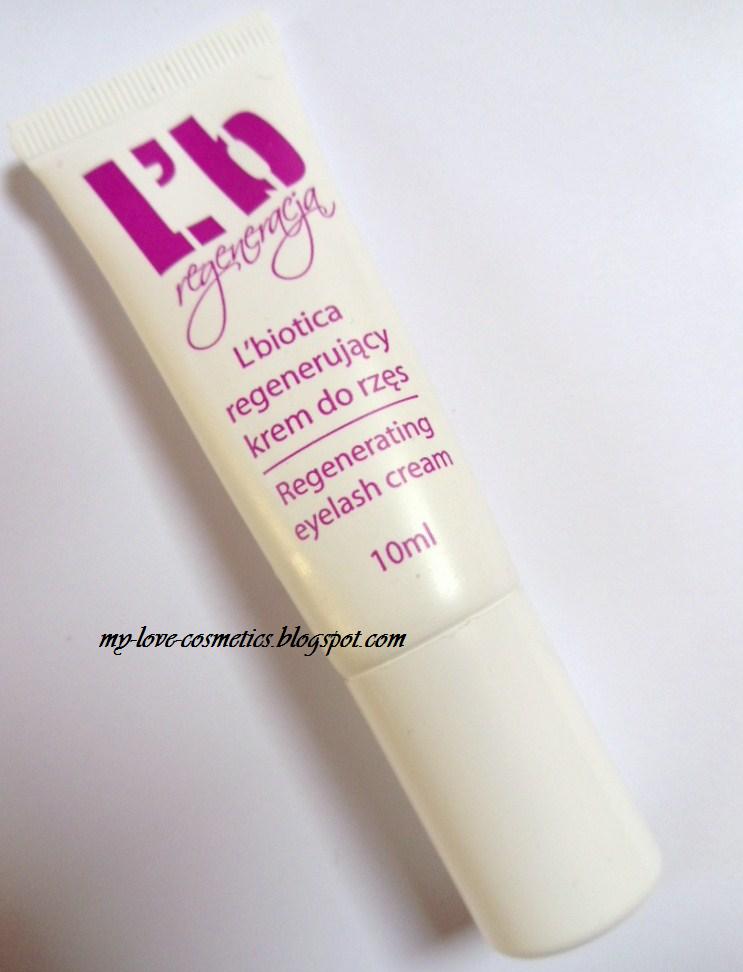 L'b
regeneracja
L'biotica
regenerujący
krem do rzęs
Regenerating
eyelash cream
10ml
my-love-cosmetics.blogspot.com